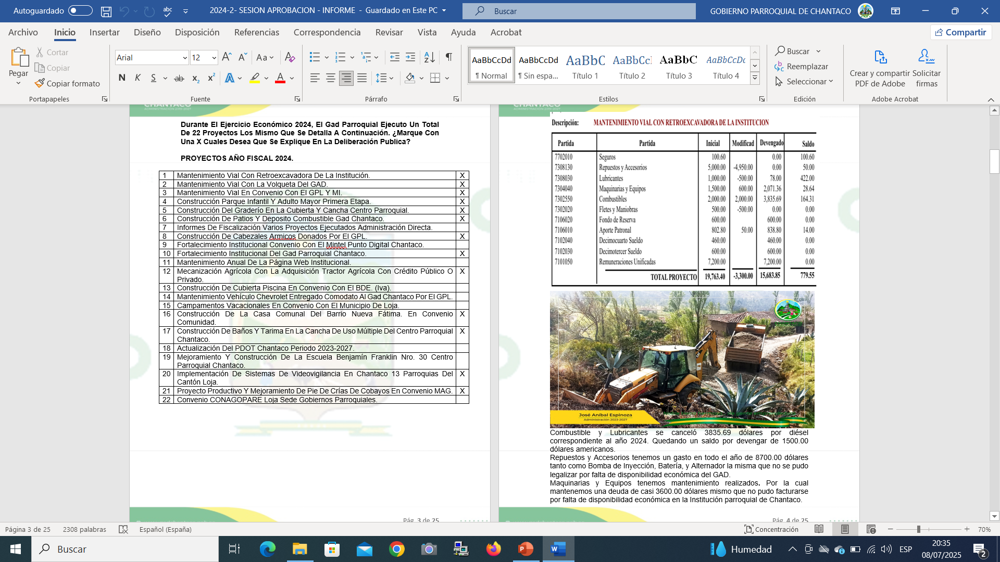 Autoguardado
2024-2- SESION APROBACION - INFORME - Guardado en Este PC
Buscar
GOBIERNO PARROQUIAL DE CHANTACO
Archivo Inicio Insertar Diseño Disposición Referencias Correspondencia Revisar Vista Ayuda Acrobat Compartir
Pegar
Cortar
Copiar
Copiar formato
Portapapeles
Arial 12
N K S ab x₂ x²
Fuente
Párrafo
AaBbCcDd ¶ Normal
AaBbCcDd ¶ Sin espa...
AaBbC Título 1
AaBbCcI Título 2
AaBbC Título 3
AaBbCcDc Título 4
Estilos
Buscar
Reemplazar
Seleccionar
Edición
Crear y compartir PDF de Adobe
Solicitar firmas
Adobe Acrobat
CHANTACO
Durante El Ejercicio Económico 2024, El Gad Parroquial Ejecuto Un Total
De 22 Proyectos Los Mismo Que Se Detalla A Continuación. ¿Marque Con
Una X Cuales Desea Que Se Explique En La Deliberación Publica?
PROYECTOS AÑO FISCAL 2024.
1 Mantenimiento Vial Con Retroexcavadora De La Institución. X
2 Mantenimiento Vial Con La Volqueta Del GAD. X
3 Mantenimiento Vial En Convenio Con El GPL Y MI. X
4 Construcción Parque Infantil Y Adulto Mayor Primera Etapa. X
5 Construcción Del Graderío En La Cubierta Y Cancha Centro Parroquial. X
6 Construcción De Patios Y Deposito Combustible Gad Chantaco. X
7 Informes De Fiscalización Varios Proyectos Ejecutados Administración Directa.
8 Construcción De Cabezales Armicos Donados Por El GPL. X
9 Fortalecimiento Institucional Convenio Con El Mintel Punto Digital Chantaco.
10 Fortalecimiento Institucional Del Gad Parroquial Chantaco. X
11 Mantenimiento Anual De La Página Web Institucional.
12 Mecanización Agrícola Con La Adquisición Tractor Agrícola Con Crédito Público O X
Privado.
13 Construcción De Cubierta Piscina En Convenio Con El BDE. (Iva).
14 Mantenimiento Vehículo Chevrolet Entregado Comodato Al Gad Chantaco Por El GPL.
15 Campamentos Vacacionales En Convenio Con El Municipio De Loja.
16 Construcción De La Casa Comunal Del Barrio Nueva Fátima. En Convenio X
Comunidad.
17 Construcción De Baños Y Tarima En La Cancha De Uso Múltiple Del Centro Parroquial X
Chantaco.
18 Actualización Del PDOT Chantaco Periodo 2023-2027.
19 Mejoramiento Y Construcción De La Escuela Benjamín Franklin Nro. 30 Centro
Parroquial Chantaco.
20 Implementación De Sistemas De Videovigilancia En Chantaco 13 Parroquias Del X
Cantón Loja.
21 Proyecto Productivo Y Mejoramiento De Pie De Crías De Cobayos En Convenio MAG. X
22 Convenio CONAGOPARE Loja Sede Gobiernos Parroquiales.
Pág. 3 de 25
CHANTACO
Descripción: MANTENIMIENTO VIAL CON RETROEXCAVADORA DE LA INSTITUCION
Partida Partida Inicial Modificad Devengado Saldo
7702010 Seguros 100.60 0.00 100.60
7308130 Repuestos y Accesorios 5,000.00 -4,950.00 0.00 50.00
7308030 Lubricantes 1,000.00 -500.00 78.00 422.00
7304040 Maquinarias y Equipos 1,500.00 600.00 2,071.36 28.64
7302550 Combustibles 2,000.00 2,000.00 3,835.69 164.31
7302020 Fletes y Maniobras 500.00 -500.00 0.00 0.00
7106020 Fondo de Reserva 600.00 600.00 0.00
7106010 Aporte Patronal 802.80 50.00 838.80 14.00
7102040 Decimocuarto Sueldo 460.00 460.00 0.00
7102030 Decimotercer Sueldo 600.00 600.00 0.00
7101050 Remuneraciones Unificadas 7,200.00 7,200.00 0.00
TOTAL PROYECTO 19,763.40 -3,300.00 15,683.85 779.55
José Aníbal Espinoza
Administración 2023-2027
Combustible y Lubricantes se canceló 3835.69 dólares por diésel
correspondiente al año 2024. Quedando un saldo por devengar de 1500.00
dólares americanos.
Repuestos y Accesorios tenemos un gasto en todo el año de 8700.00 dólares
tanto como Bomba de Inyección, Batería, y Alternador la misma que no se pudo
legalizar por falta de disponibilidad económica del GAD.
Maquinarias y Equipos tenemos mantenimiento realizados. Por la cual
mantenemos una deuda de casi 3600.00 dólares mismo que no pudo facturarse
por falta de disponibilidad económica en la Institución parroquial de Chantaco.
Pág. 4 de 25
Página 3 de 25 2308 palabras Español (España) Concentración 70%
Buscar
Humedad
ESP
20:35
08/07/2025
2